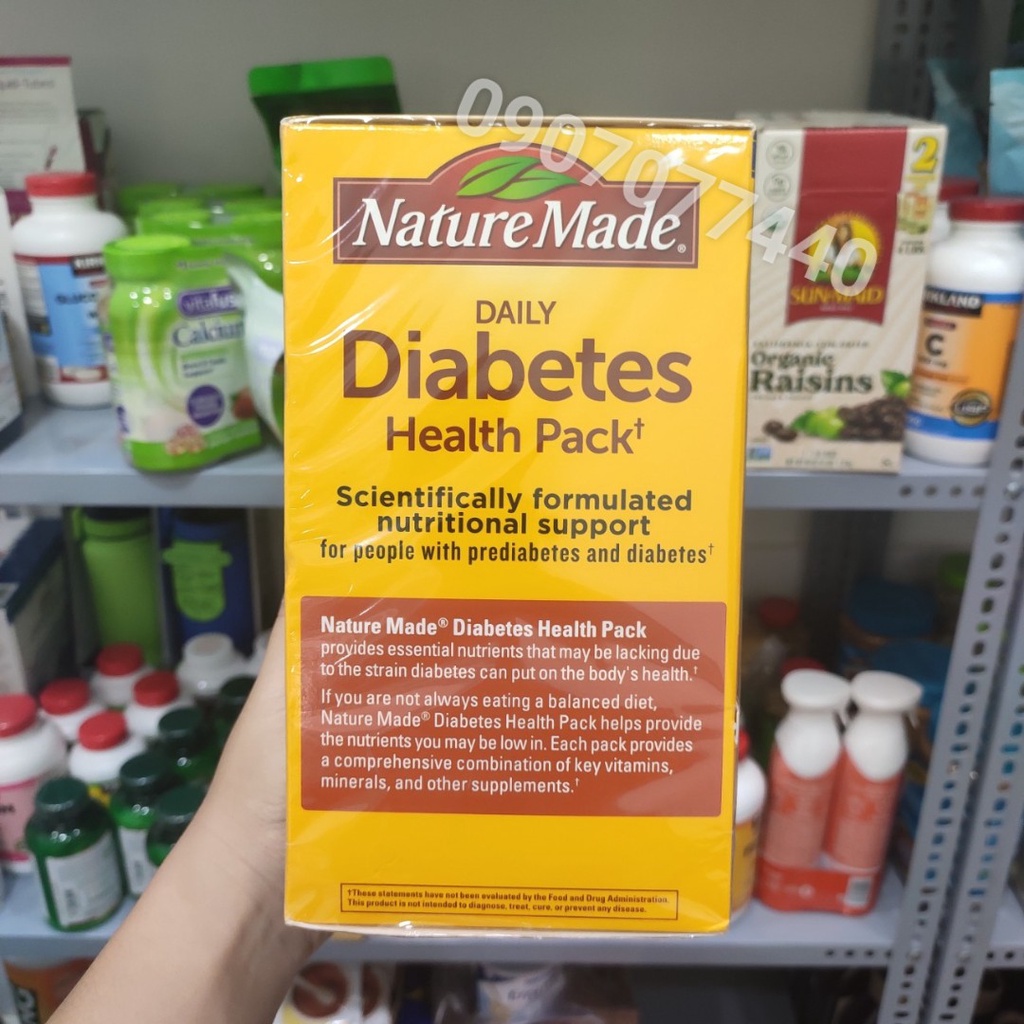 0907077440
Nature Made®
DAILY
Diabetes
Health Pack†
Scientifically formulated
nutritional support
for people with prediabetes and diabetes†
Nature Made® Diabetes Health Pack
provides essential nutrients that may be lacking due
to the strain diabetes can put on the body's health.†
If you are not always eating a balanced diet,
Nature Made® Diabetes Health Pack helps provide
the nutrients you may be low in. Each pack provides
a comprehensive combination of key vitamins,
minerals, and other supplements.†
†These statements have not been evaluated by the Food and Drug Administration.
This product is not intended to diagnose, treat, cure, or prevent any disease.
vitafusion
Calcium
2
SUN-MAID
Organic
Raisins
KIRKLAND
C